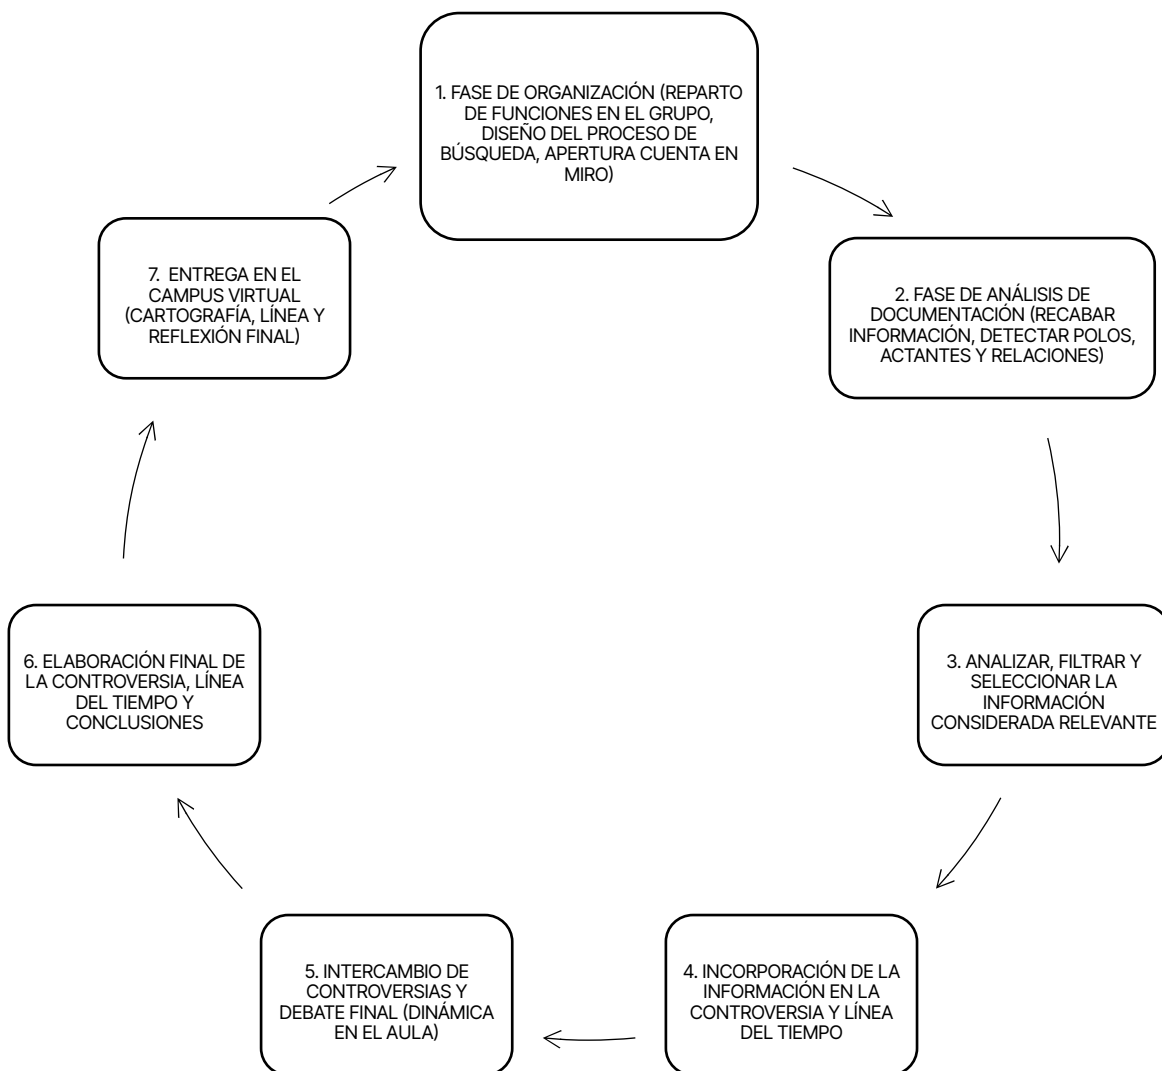 1. FASE DE ORGANIZACIÓN (REPARTO
DE FUNCIONES EN EL GRUPO,
DISEÑO DEL PROCESO DE
BÚSQUEDA, APERTURA CUENTA EN
MIRO)
2. FASE DE ANÁLISIS DE
DOCUMENTACIÓN (RECABAR
INFORMACIÓN, DETECTAR POLOS,
ACTANTES Y RELACIONES)
3. ANALIZAR, FILTRAR Y
SELECCIONAR LA
INFORMACIÓN
CONSIDERADA RELEVANTE
4. INCORPORACIÓN DE LA
INFORMACIÓN EN LA
CONTROVERSIA Y LÍNEA
DEL TIEMPO
5. INTERCAMBIO DE
CONTROVERSIAS Y
DEBATE FINAL (DINÁMICA
EN EL AULA)
6. ELABORACIÓN FINAL DE
LA CONTROVERSIA, LÍNEA
DEL TIEMPO Y
CONCLUSIONES
7. ENTREGA EN EL
CAMPUS VIRTUAL
(CARTOGRAFÍA, LÍNEA Y
REFLEXIÓN FINAL)